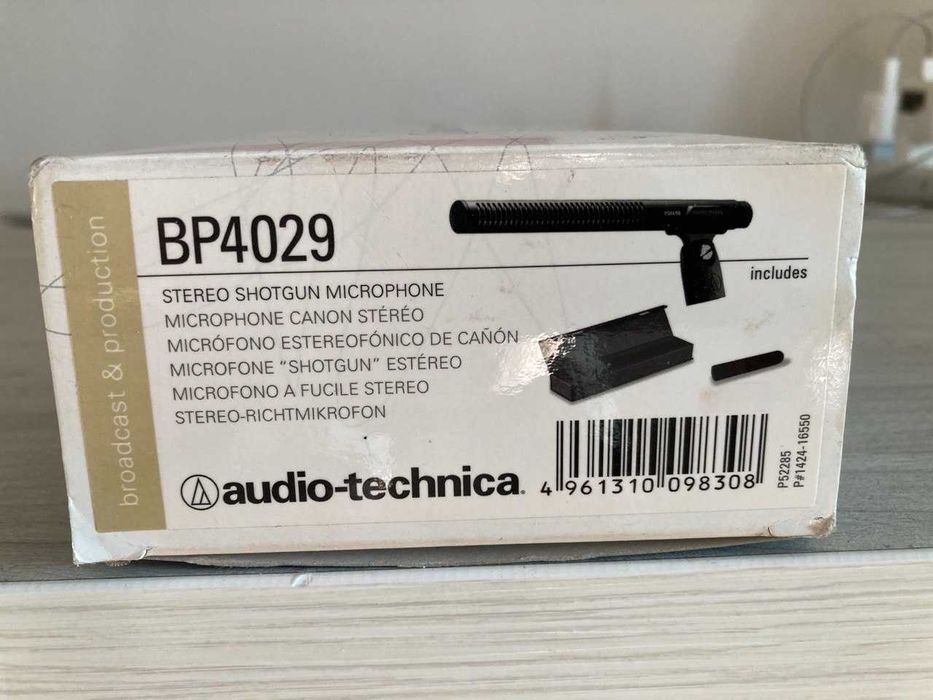 broadcast & production
BP4029
STEREO SHOTGUN MICROPHONE
MICROPHONE CANON STÉRÉO
MICRÓFONO ESTEREOFÓNICO DE CAÑÓN
MICROFONE “SHOTGUN” ESTÉREO
MICROFONO A FUCILE STEREO
STEREO-RICHTMIKROFON
includes
audio-technica
4 961310 098308
P52285
P#1424-16550